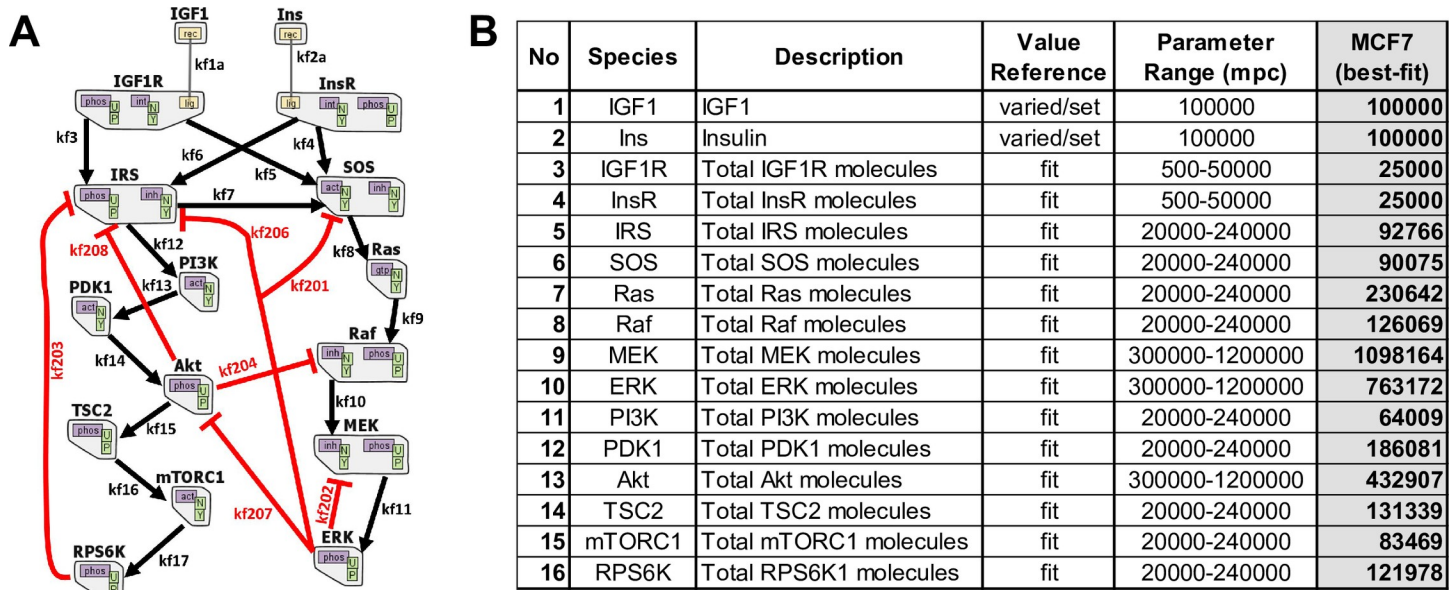 A
IGF1
rec
Ins
rec
kf1a
kf2a
IGF1R
phos U P
int N Y
lig
InsR
lig
int N Y
phos U P
kf3
kf6
kf4
kf5
IRS
phos U P
inh N Y
kf7
SOS
act N Y
inh N Y
kf208
kf12
kf206
kf8
Ras
gtp N Y
PI3K
act N Y
kf201
kf13
PDK1
act N Y
kf9
kf14
Raf
inh N Y
phos U P
kf203
Akt
phos U P
kf204
kf10
TSC2
phos U P
kf15
MEK
inh N Y
phos U P
kf16
mTORC1
act N Y
kf207
kf202
kf11
RPS6K
phos U P
kf17
ERK
phos U P
B
No Species Description Value Reference Parameter Range (mpc) MCF7 (best-fit)
1 IGF1 IGF1 varied/set 100000 100000
2 Ins Insulin varied/set 100000 100000
3 IGF1R Total IGF1R molecules fit 500-50000 25000
4 InsR Total InsR molecules fit 500-50000 25000
5 IRS Total IRS molecules fit 20000-240000 92766
6 SOS Total SOS molecules fit 20000-240000 90075
7 Ras Total Ras molecules fit 20000-240000 230642
8 Raf Total Raf molecules fit 20000-240000 126069
9 MEK Total MEK molecules fit 300000-1200000 1098164
10 ERK Total ERK molecules fit 300000-1200000 763172
11 PI3K Total PI3K molecules fit 20000-240000 64009
12 PDK1 Total PDK1 molecules fit 20000-240000 186081
13 Akt Total Akt molecules fit 300000-1200000 432907
14 TSC2 Total TSC2 molecules fit 20000-240000 131339
15 mTORC1 Total mTORC1 molecules fit 20000-240000 83469
16 RPS6K Total RPS6K1 molecules fit 20000-240000 121978